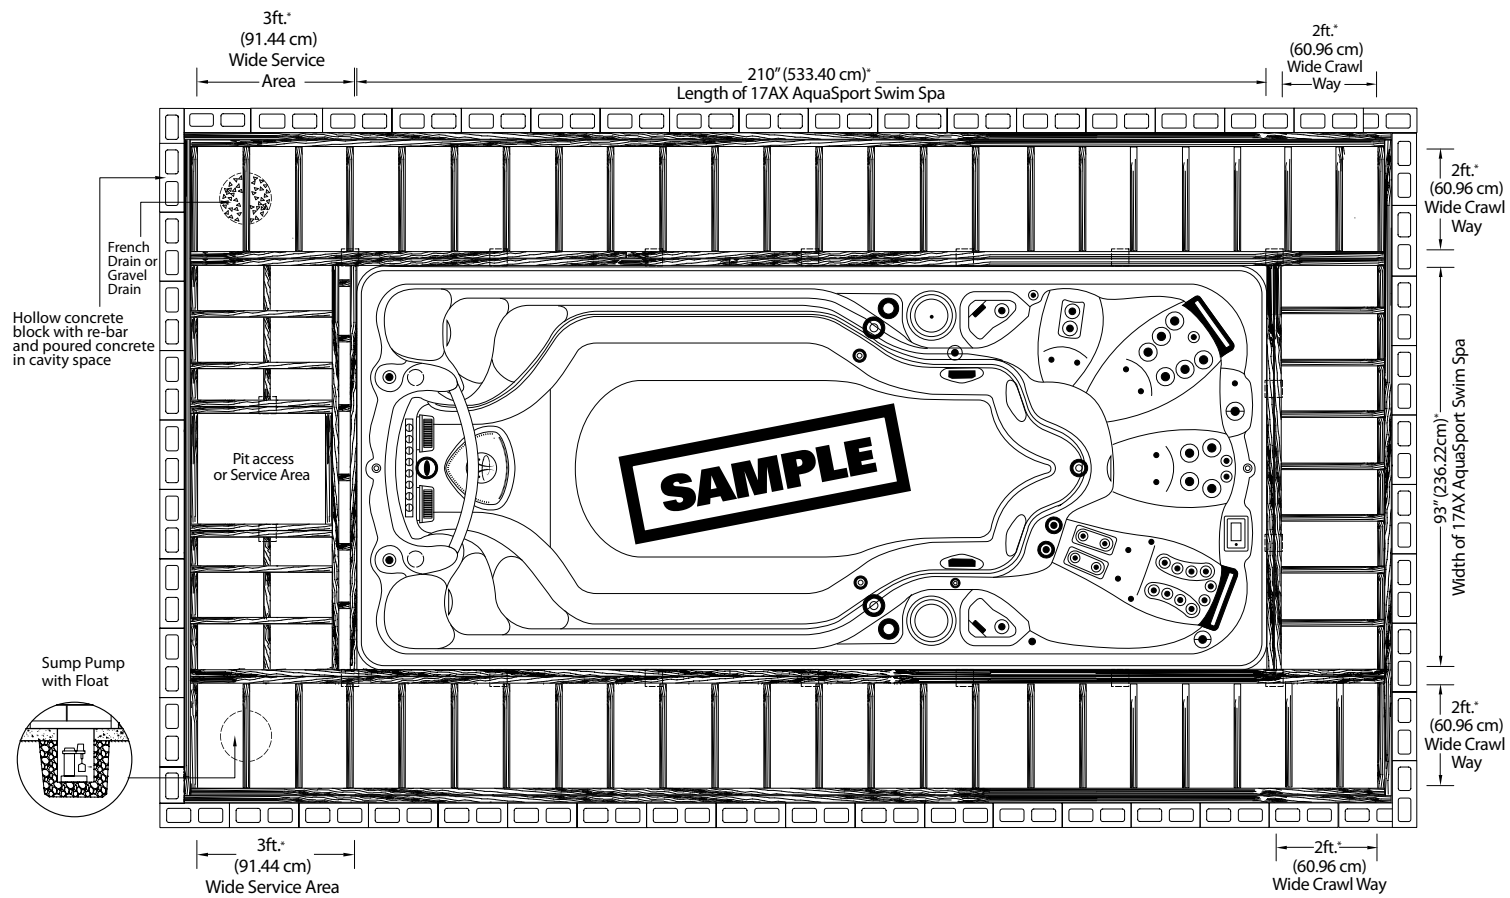 3ft.*
(91.44 cm)
Wide Service
Area
210” (533.40 cm)*
Length of 17AX AquaSport Swim Spa
2ft.*
(60.96 cm)
Wide Crawl
Way
2ft.*
(60.96 cm)
Wide Crawl
Way
French
Drain or
Gravel
Drain
Hollow concrete
block with re-bar
and poured concrete
in cavity space
Pit access
or Service Area
SAMPLE
93” (236.22cm)*
Width of 17AX AquaSport Swim Spa
Sump Pump
with Float
2ft.*
(60.96 cm)
Wide Crawl
Way
3ft.*
(91.44 cm)
Wide Service Area
2ft.*
(60.96 cm)
Wide Crawl Way